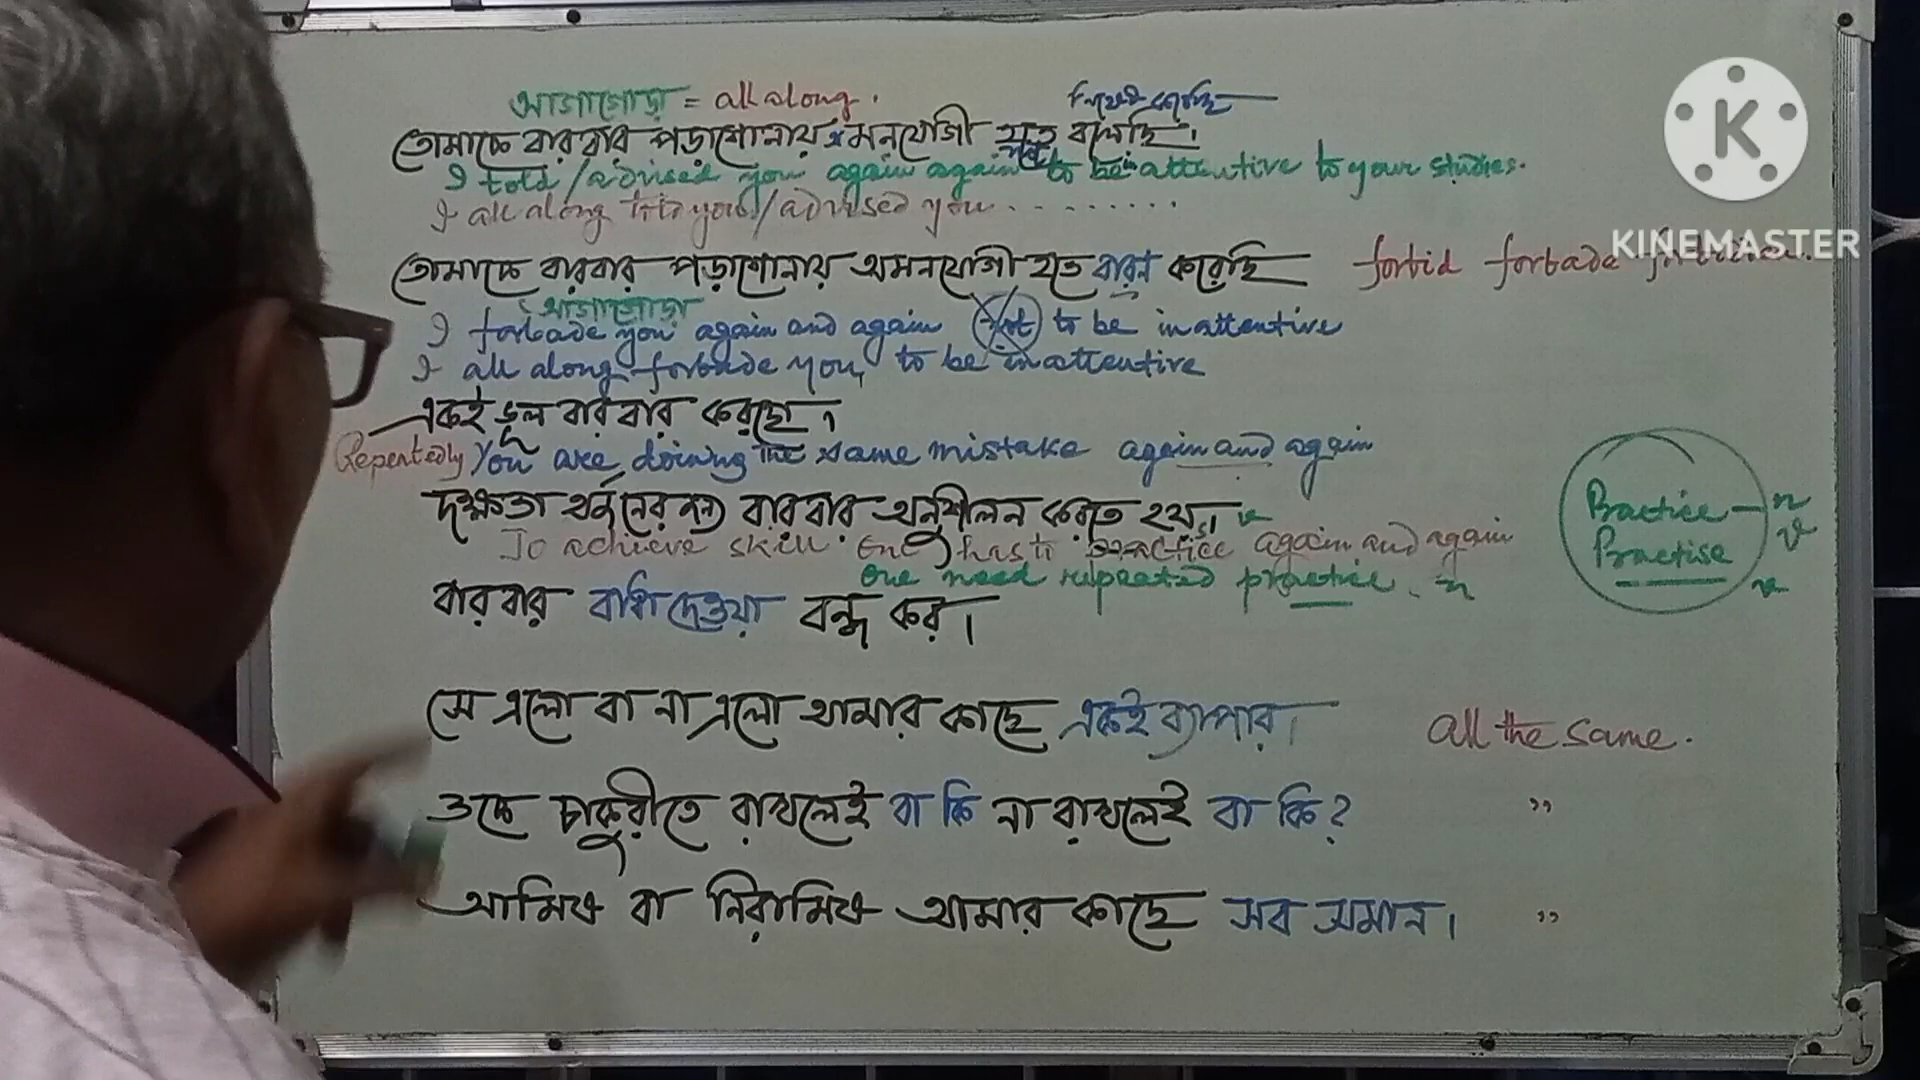 আগাগোড়া = all along.
তোমাকে বারবার পড়াশোনায় মনযোগী হতে বলেছি।
I told/advised you again again to be attentive to your studies.
I all along told you/advised you.........
তোমাকে বারবার পড়াশোনায় অমনযোগী হতে বারন করেছি forbid forbade
আগাগোড়া
I forbade you again and again not to be inattentive
I all along forbade you, to be inattentive
একই ভুল বারবার করছো।
Repeatedly You are doing the same mistake again and again
দক্ষতা অর্জনের জন্য বারবার অনুশীলন করতে হয়। v
To achieve skill one has to practice again and again
one need repeated practice. n
বারবার দেওয়া বন্ধ কর।
Practice - n
v
Practise v
সে এলো বা না এলো আমার কাছে একই ব্যাপার। all the same.
ওকে চাকুরীতে রাখলেই বা কি না রাখলেই বা কি? ''
আমিষ বা নিরামিষ আমার কাছে সব সমান। ''
K
KINEMASTER